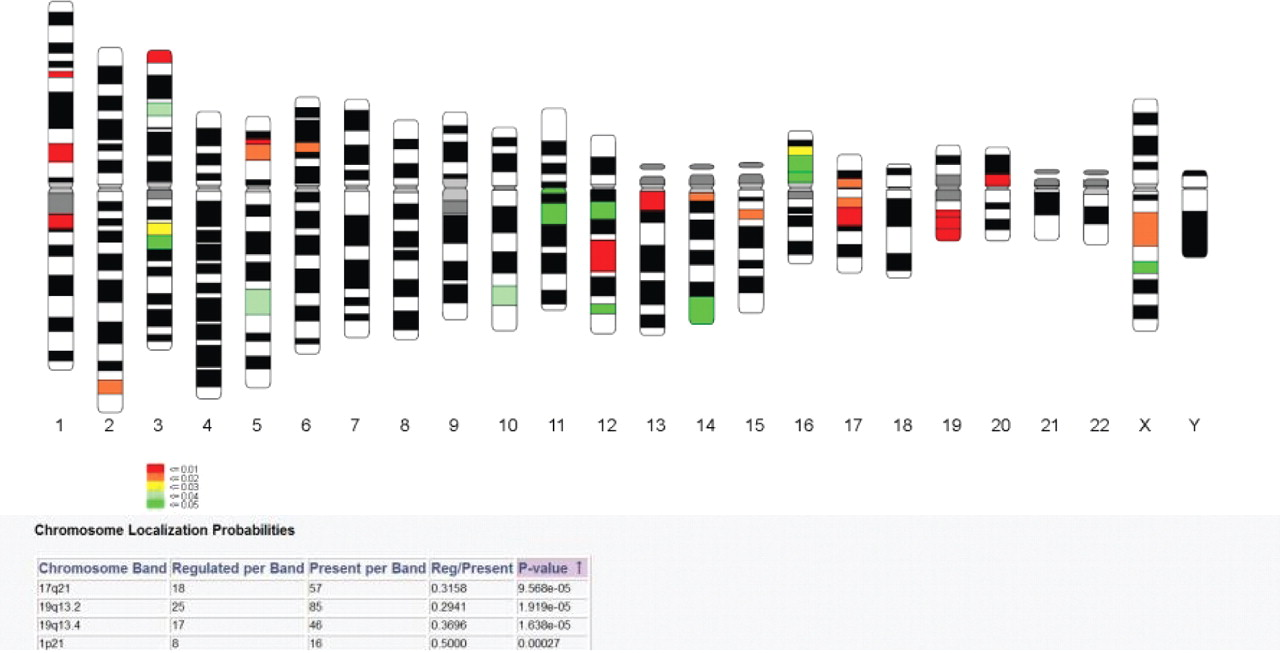 1 2 3 4 5 6 7 8 9 10 11 12 13 14 15 16 17 18 19 20 21 22 X Y
<= 0.01
<= 0.02
<= 0.03
<= 0.04
<= 0.05
Chromosome Localization Probabilities
Chromosome Band Regulated per Band Present per Band Reg/Present P-value ↑
17q21 18 57 0.3158 9.568e-05
19q13.2 25 85 0.2941 1.919e-05
19q13.4 17 46 0.3696 1.638e-05
1p21 8 16 0.5000 0.00027